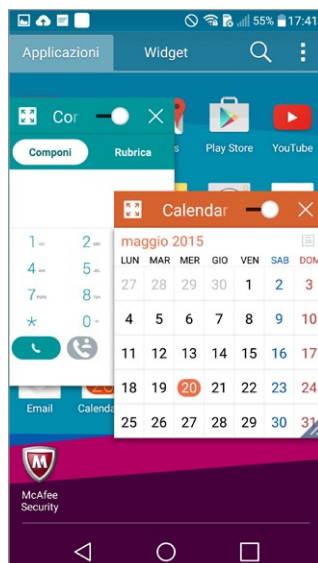 55% 17:41
Applicazioni Widget
Cor
Componi Rubrica
Play Store YouTube
Calendar
maggio 2015
LUN MAR MER GIO VEN SAB DOM
27 28 29 30 1 2 3
4 5 6 7 8 9 10
11 12 13 14 15 16 17
18 19 20 21 22 23 24
25 26 27 28 29 30 31
1 2
4 5
7 8
* 0 +
Email Calenda
McAfee
Security